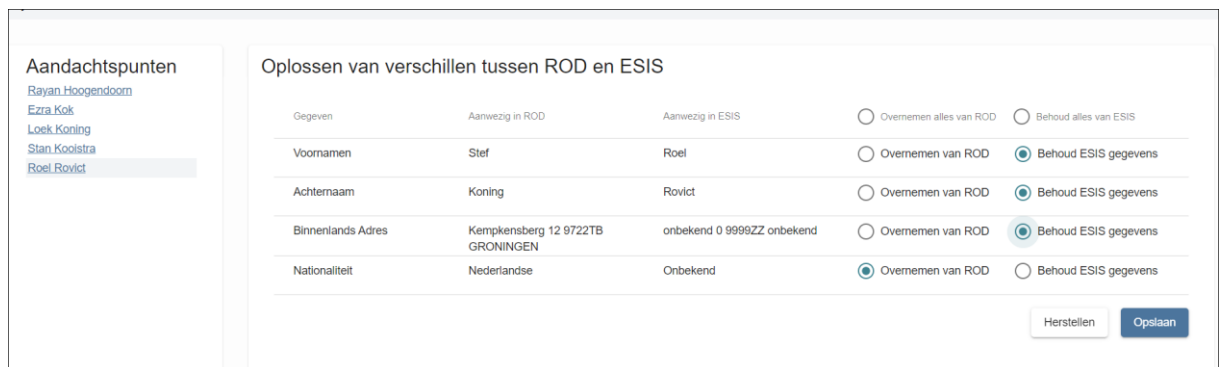 Aandachtspunten
Rayan Hoogendoorn
Ezra Kok
Loek Koning
Stan Kooistra
Roel Rovict
Oplossen van verschillen tussen ROD en ESIS
Gegeven Aanwezig in ROD Aanwezig in ESIS Overnemen alles van ROD Behoud alles van ESIS
Voornamen Stef Roel Overnemen van ROD Behoud ESIS gegevens
Achternaam Koning Rovict Overnemen van ROD Behoud ESIS gegevens
Binnenlands Adres Kempkensberg 12 9722TB onbekend 0 9999ZZ onbekend Overnemen van ROD Behoud ESIS gegevens
GRONINGEN
Nationaliteit Nederlandse Onbekend Overnemen van ROD Behoud ESIS gegevens
Herstellen Opslaan